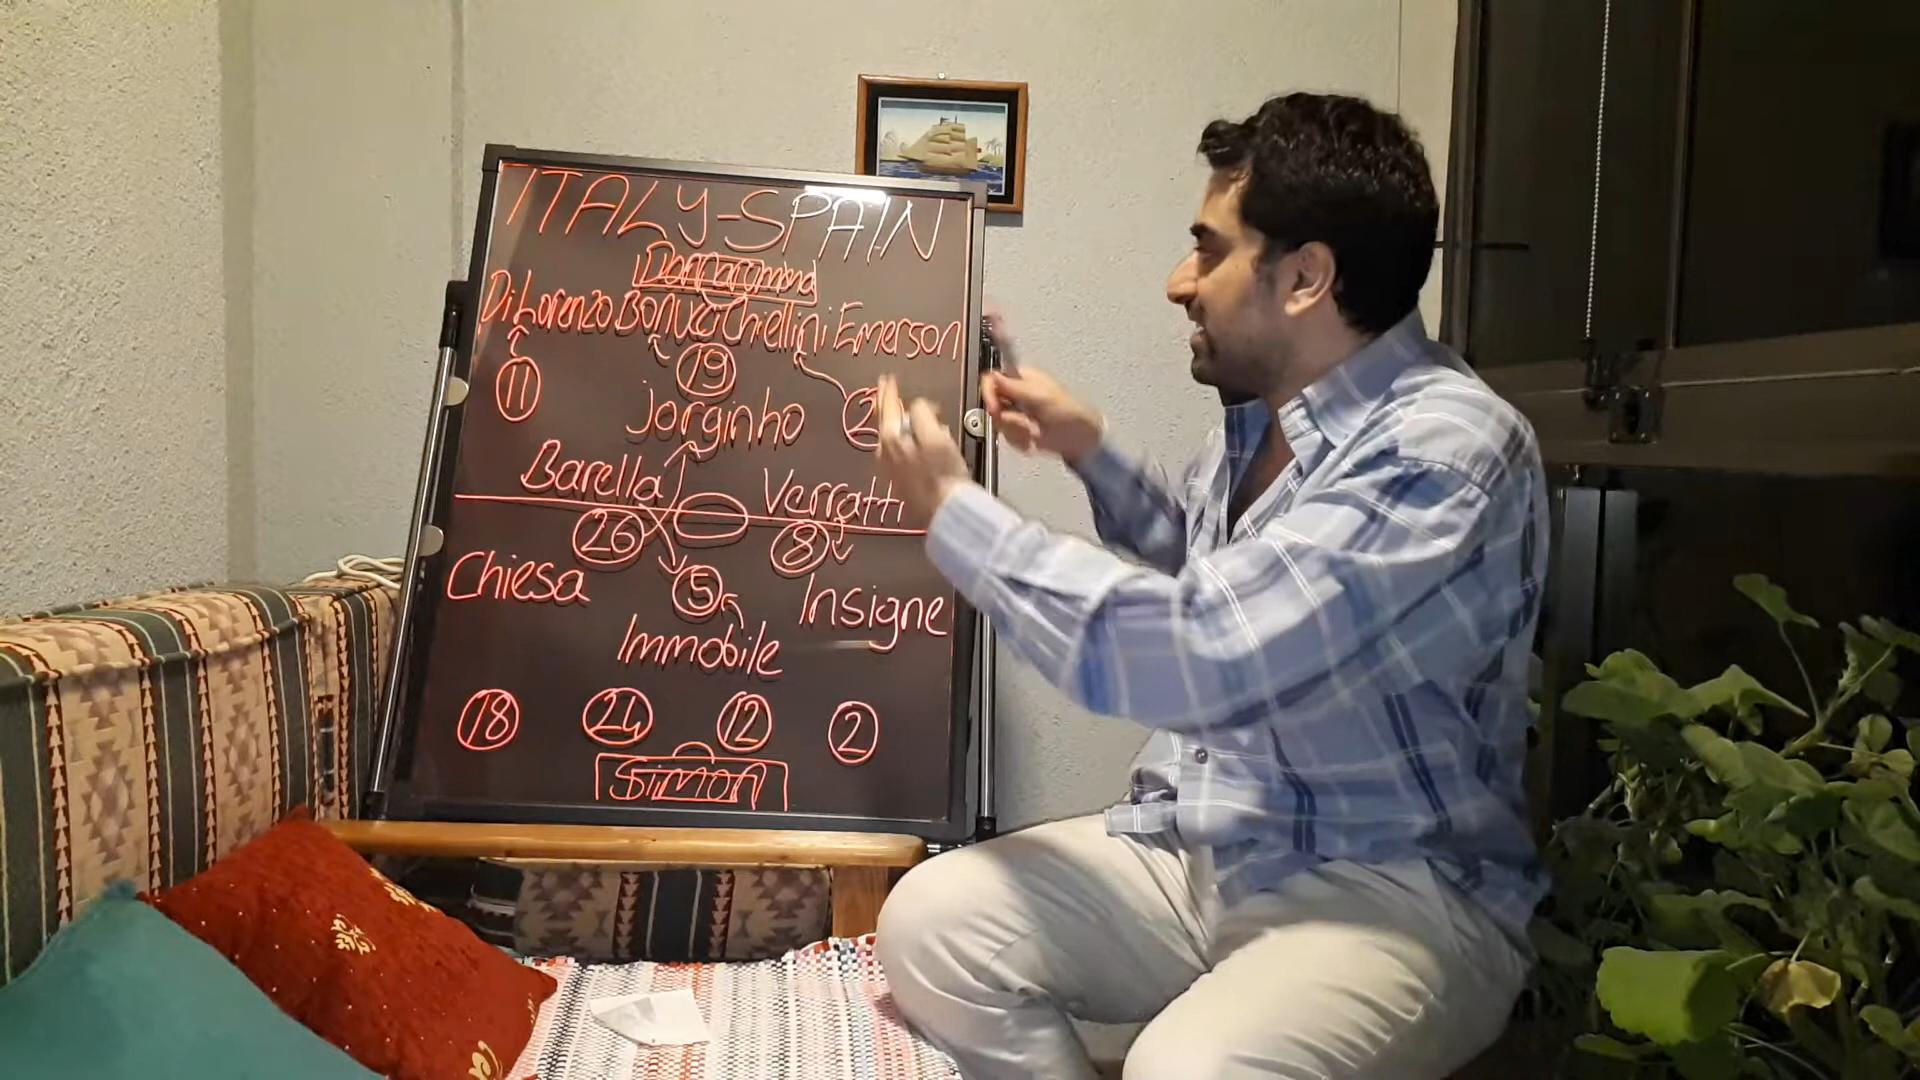 ITALY-SPAIN
Donnarumma
Di Lorenzo Bonucci Chiellini Emerson
11 19
Jorginho
Barella Verratti
26 8
Chiesa 5 Insigne
Immobile
18 24 12 2
Simon